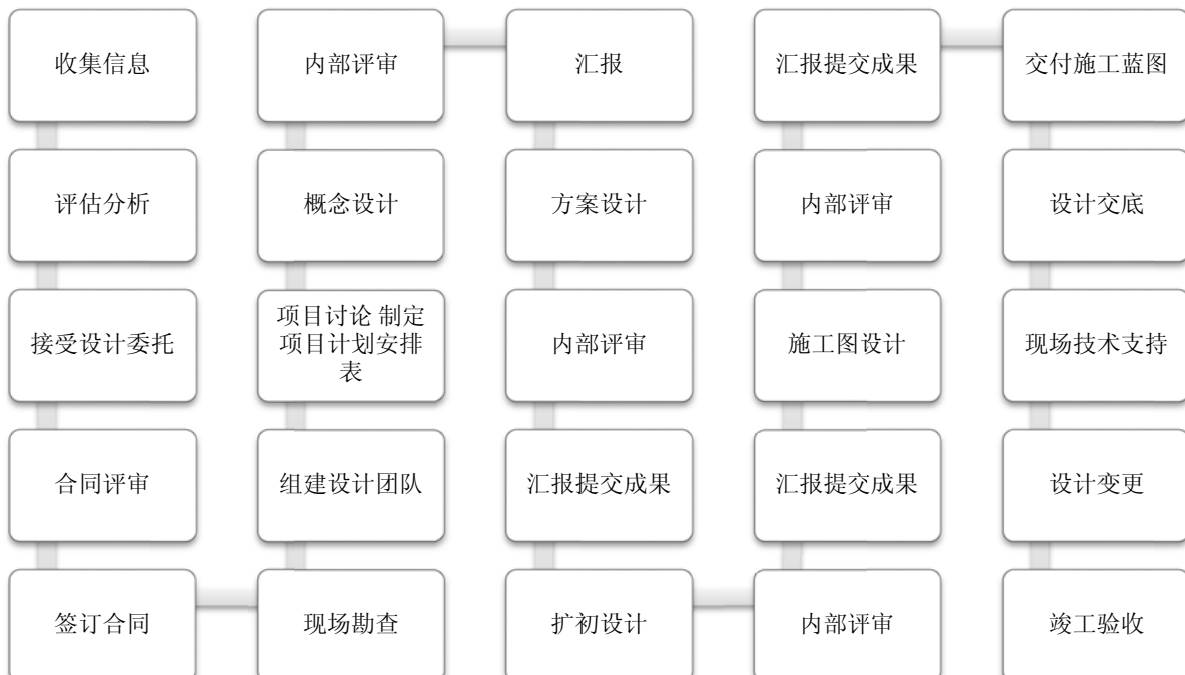 收集信息
评估分析
接受设计委托
合同评审
签订合同
现场勘查
组建设计团队
项目讨论 制定
项目计划安排
表
概念设计
内部评审
汇报
方案设计
内部评审
汇报提交成果
扩初设计
内部评审
汇报提交成果
施工图设计
内部评审
汇报提交成果
交付施工蓝图
设计交底
现场技术支持
设计变更
竣工验收